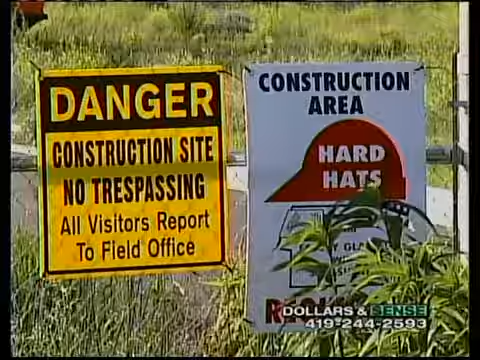 DANGER
CONSTRUCTION SITE
NO TRESPASSING
All Visitors Report
To Field Office
CONSTRUCTION
AREA
HARD
HATS
DOLLARS & SENSE
419-244-2593